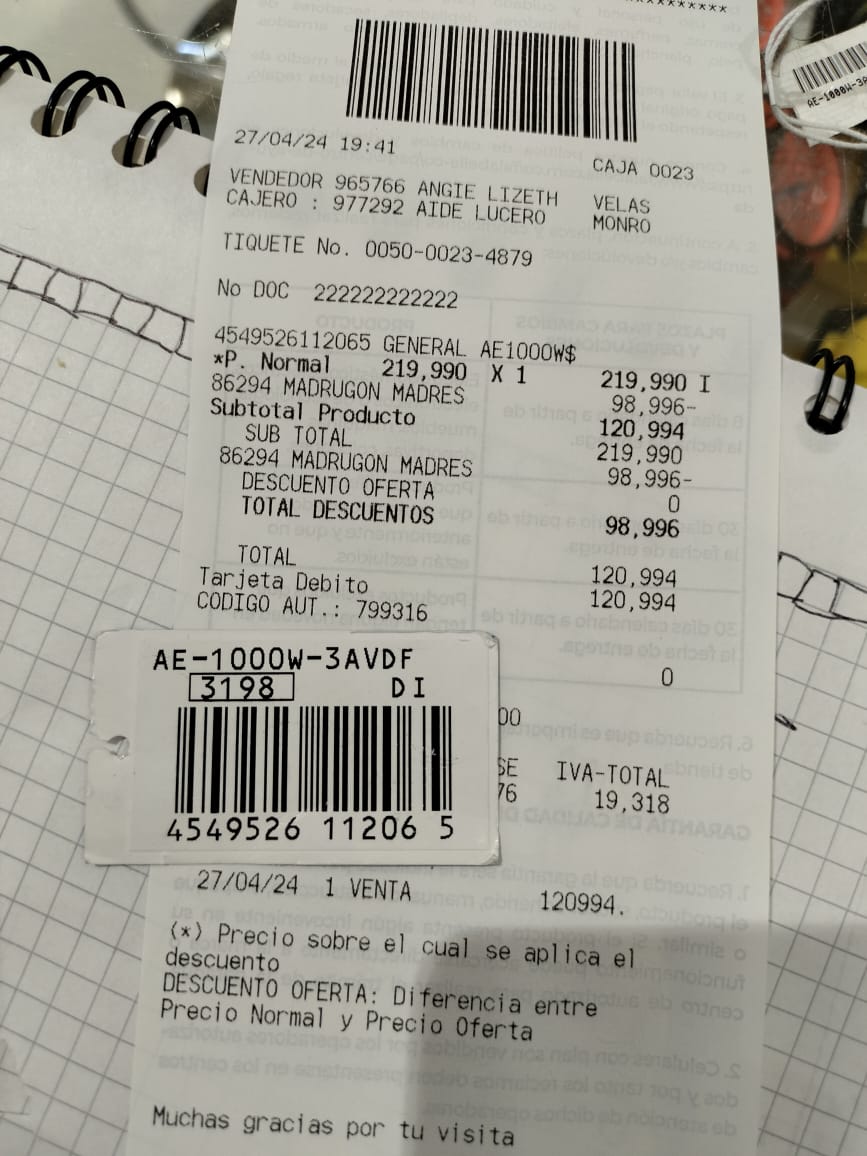 ***********
27/04/24 19:41
CAJA 0023
VENDEDOR 965766 ANGIE LIZETH VELAS
CAJERO : 977292 AIDE LUCERO MONRO
TIQUETE No. 0050-0023-4879
No DOC 222222222222
4549526112065 GENERAL AE1000W$
*P. Normal 219,990 X 1 219,990 I
86294 MADRUGON MADRES 98,996-
Subtotal Producto 120,994
SUB TOTAL 219,990
86294 MADRUGON MADRES 98,996-
DESCUENTO OFERTA 0
TOTAL DESCUENTOS 98,996
TOTAL 120,994
Tarjeta Debito 120,994
CODIGO AUT.: 799316
0
00
SE IVA-TOTAL
76 19,318
AE-1000W-3AVDF
3198 DI
4549526 11206 5
27/04/24 1 VENTA 120994.
(*) Precio sobre el cual se aplica el
descuento
DESCUENTO OFERTA: Diferencia entre
Precio Normal y Precio Oferta
Muchas gracias por tu visita